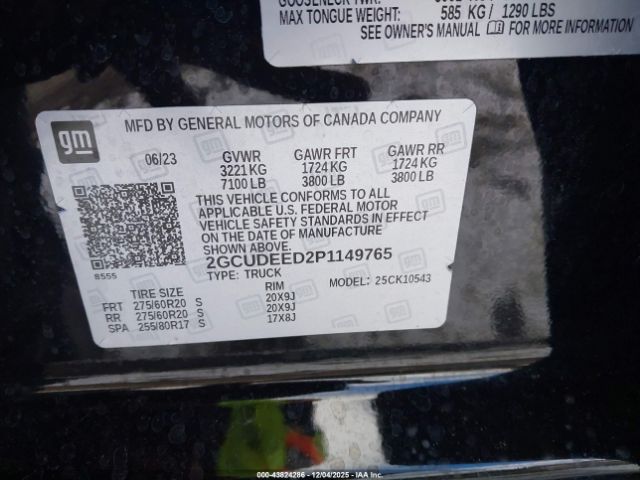 MAX TONGUE WEIGHT: 585 KG / 1290 LBS
SEE OWNER'S MANUAL FOR MORE INFORMATION
gm
MFD BY GENERAL MOTORS OF CANADA COMPANY
06/23 GVWR GAWR FRT GAWR RR
3221 KG 1724 KG 1724 KG
7100 LB 3800 LB 3800 LB
THIS VEHICLE CONFORMS TO ALL
APPLICABLE U.S. FEDERAL MOTOR
VEHICLE SAFETY STANDARDS IN EFFECT
ON THE DATE OF MANUFACTURE
SHOWN ABOVE.
8555 2GCUDEED2P1149765
TYPE: TRUCK MODEL: 25CK10543
TIRE SIZE RIM
FRT 275/60R20 S 20X9J
RR 275/60R20 S 20X9J
SPA 255/80R17 S 17X8J
000-43824286 - 12/04/2025 - IAA Inc.